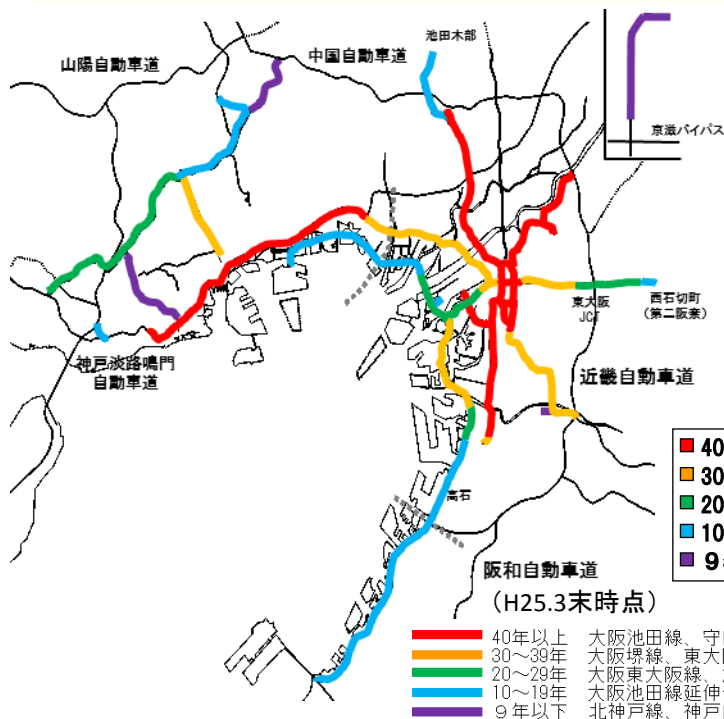 池田木部
中国自動車道
山陽自動車道
京滋バイパス
東大阪
JCT
西石切町
(第二阪奈)
神戸淡路鳴門
自動車道
近畿自動車道
40
30
20
10
9
高石
阪和自動車道
(H25.3末時点)
40年以上 大阪池田線、守
30～39年 大阪堺線、東大
20～29年 大阪東大阪線、
10～19年 大阪池田線延伸
9年以下 北神戸線、神戸